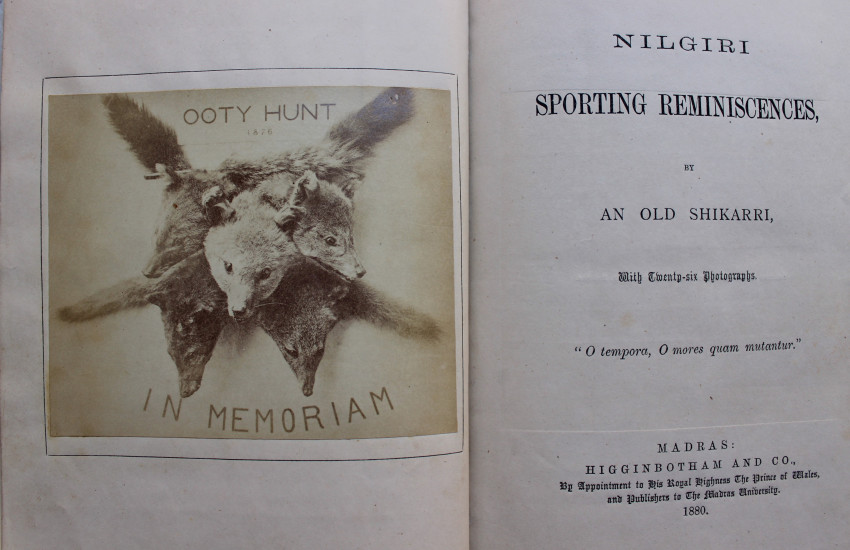 OOTY HUNT
1876
IN MEMORIAM
NILGIRI
SPORTING REMINISCENCES,
BY
AN OLD SHIKARRI,
With Twenty-six Photographs.
"O tempora, O mores quam mutantur."
MADRAS:
HIGGINBOTHAM AND CO.,
By Appointment to His Royal Highness The Prince of Wales,
and Publishers to The Madras University.
1880.